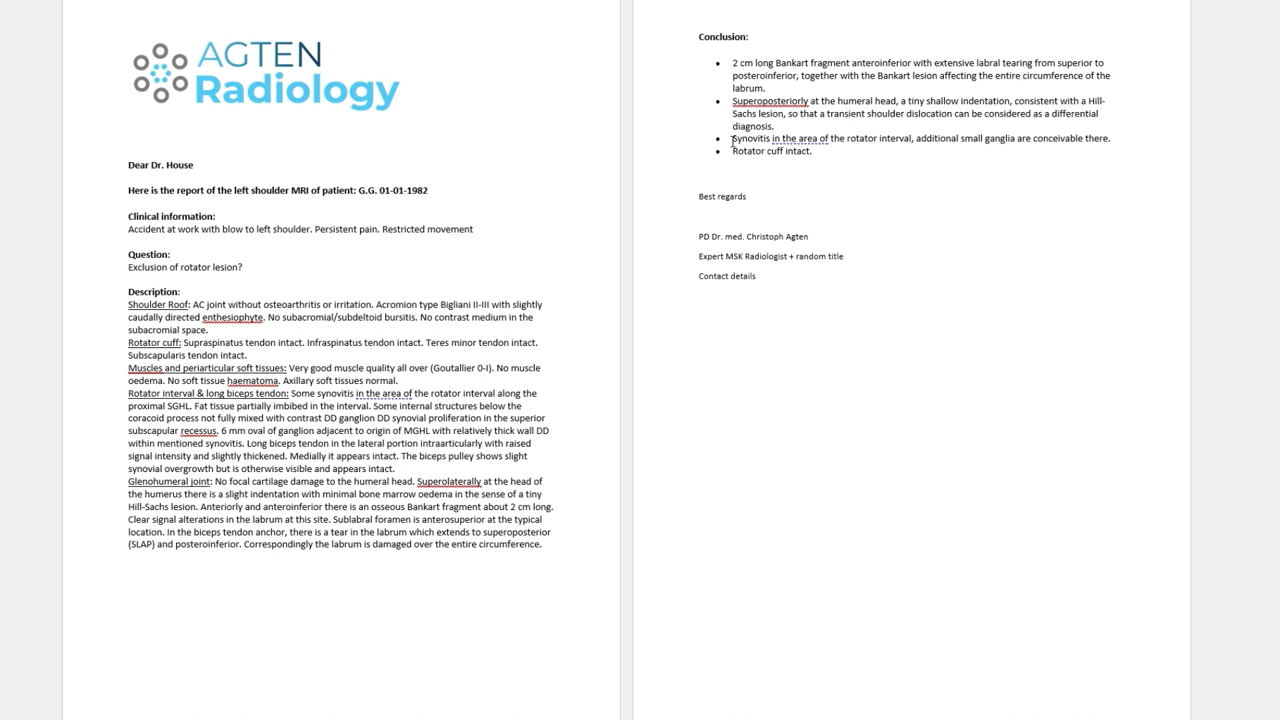 AGTEN
Radiology
Dear Dr. House
Here is the report of the left shoulder MRI of patient: G.G. 01-01-1982
Clinical information:
Accident at work with blow to left shoulder. Persistent pain. Restricted movement
Question:
Exclusion of rotator lesion?
Description:
Shoulder Roof: AC joint without osteoarthritis or irritation. Acromion type Bigliani II-III with slightly
caudally directed enthesiophyte. No subacromial/subdeltoid bursitis. No contrast medium in the
subacromial space.
Rotator cuff: Supraspinatus tendon intact. Infraspinatus tendon intact. Teres minor tendon intact.
Subscapularis tendon intact.
Muscles and periarticular soft tissues: Very good muscle quality all over (Goutallier 0-I). No muscle
oedema. No soft tissue haematoma. Axillary soft tissues normal.
Rotator interval & long biceps tendon: Some synovitis in the area of the rotator interval along the
proximal SGHL. Fat tissue partially imbibed in the interval. Some internal structures below the
coracoid process not fully mixed with contrast DD ganglion DD synovial proliferation in the superior
subscapular recessus. 6 mm oval of ganglion adjacent to origin of MGHL with relatively thick wall DD
within mentioned synovitis. Long biceps tendon in the lateral portion intraarticularly with raised
signal intensity and slightly thickened. Medially it appears intact. The biceps pulley shows slight
synovial overgrowth but is otherwise visible and appears intact.
Glenohumeral joint: No focal cartilage damage to the humeral head. Superolaterally at the head of
the humerus there is a slight indentation with minimal bone marrow oedema in the sense of a tiny
Hill-Sachs lesion. Anteriorly and anteroinferior there is an osseous Bankart fragment about 2 cm long.
Clear signal alterations in the labrum at this site. Sublabral foramen is anterosuperior at the typical
location. In the biceps tendon anchor, there is a tear in the labrum which extends to superoposterior
(SLAP) and posteroinferior. Correspondingly the labrum is damaged over the entire circumference.
Conclusion:
• 2 cm long Bankart fragment anteroinferior with extensive labral tearing from superior to
posteroinferior, together with the Bankart lesion affecting the entire circumference of the
labrum.
• Superoposteriorly at the humeral head, a tiny shallow indentation, consistent with a Hill-
Sachs lesion, so that a transient shoulder dislocation can be considered as a differential
diagnosis.
• Synovitis in the area of the rotator interval, additional small ganglia are conceivable there.
• Rotator cuff intact.
Best regards
PD Dr. med. Christoph Agten
Expert MSK Radiologist + random title
Contact details